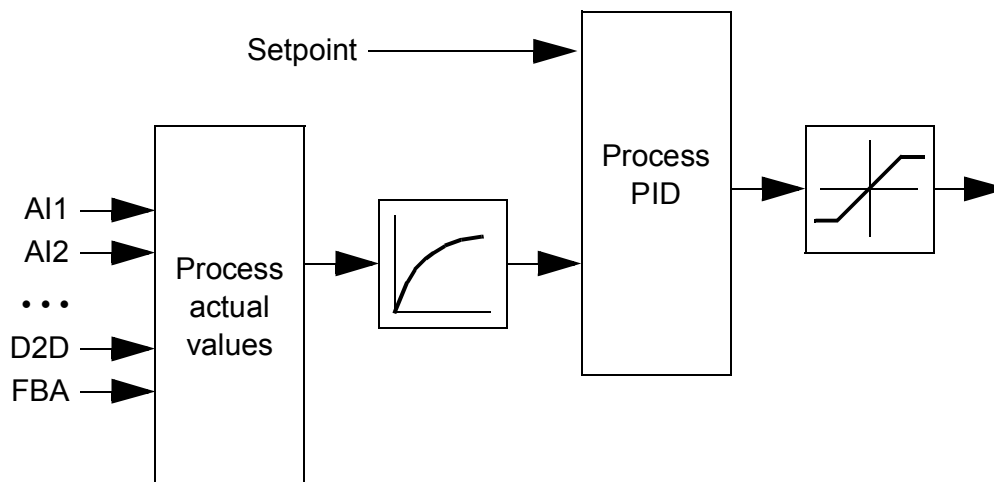 Setpoint
Process
PID
AI1
AI2
•••
D2D
FBA
Process
actual
values